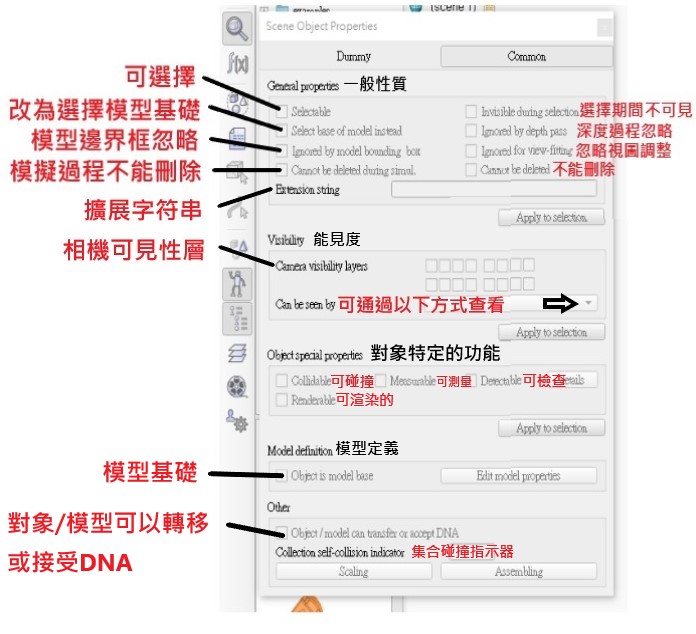 examples
(scene 1)
Scene Object Properties
Dummy
Common
General properties 一般性質
可選擇
Selectable
Invisible during selection 選擇期間不可見
改為選擇模型基礎
Select base of model instead
Ignored by depth pass 深度過程忽略
模型邊界框忽略
Ignored by model bounding box
Ignored for view-fitting 忽略視圖調整
模擬過程不能刪除
Cannot be deleted during simul.
Cannot be deleted 不能刪除
擴展字符串
Extension string
Apply to selection
Visibility 能見度
相機可見性層
Camera visibility layers
Can be seen by 可通過以下方式查看
Apply to selection
Object special properties 對象特定的功能
Collidable 可碰撞
Measurable 可測量
Detectable 可檢查
etails
Renderable 可渲染的
Apply to selection
Model definition 模型定義
模型基礎
Object is model base
Edit model properties
Other
對象/模型可以轉移
或接受DNA
Object / model can transfer or accept DNA
Collection self-collision indicator 集合碰撞指示器
Scaling
Assembling
f(x)